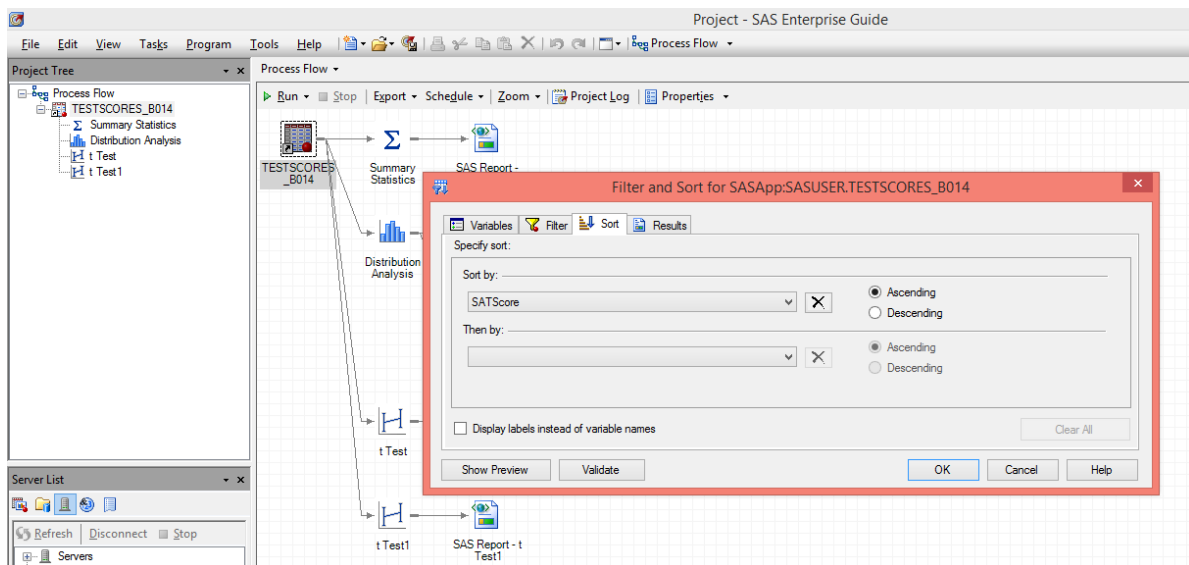 Project - SAS Enterprise Guide
File Edit View Tasks Program Tools Help Process Flow
Project Tree
Process Flow
TESTSCORES_B014
Summary Statistics
Distribution Analysis
t Test
t Test1
Process Flow
Run Stop Export Schedule Zoom Project Log Properties
TESTSCORES
_B014
Summary
Statistics
SAS Report -
Distribution
Analysis
t Test
t Test1
SAS Report - t
Test1
Filter and Sort for SASApp:SASUSER.TESTSCORES_B014
Variables Filter Sort Results
Specify sort:
Sort by:
SATScore
Ascending
Descending
Then by:
Ascending
Descending
Display labels instead of variable names
Clear All
Show Preview Validate OK Cancel Help
Server List
Refresh Disconnect Stop
Servers